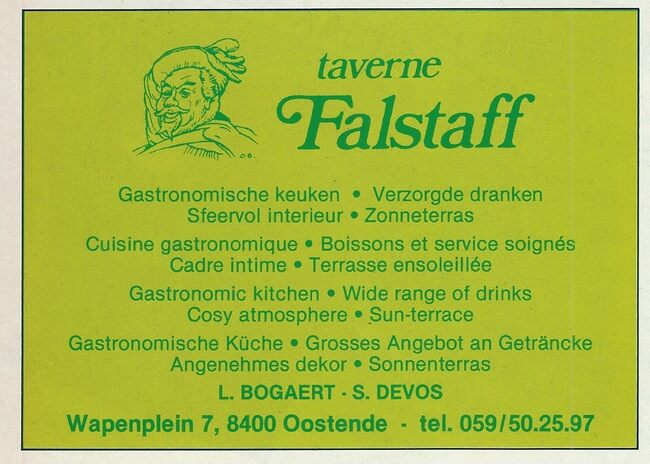 taverne
Falstaff
Gastronomische keuken • Verzorgde dranken
Sfeervol interieur • Zonneterras
Cuisine gastronomique • Boissons et service soignés
Cadre intime • Terrasse ensoleillée
Gastronomic kitchen • Wide range of drinks
Cosy atmosphere • Sun-terrace
Gastronomische Küche • Grosses Angebot an Geträncke
Angenehmes dekor • Sonnenterras
L. BOGAERT - S. DEVOS
Wapenplein 7, 8400 Oostende - tel. 059/50.25.97